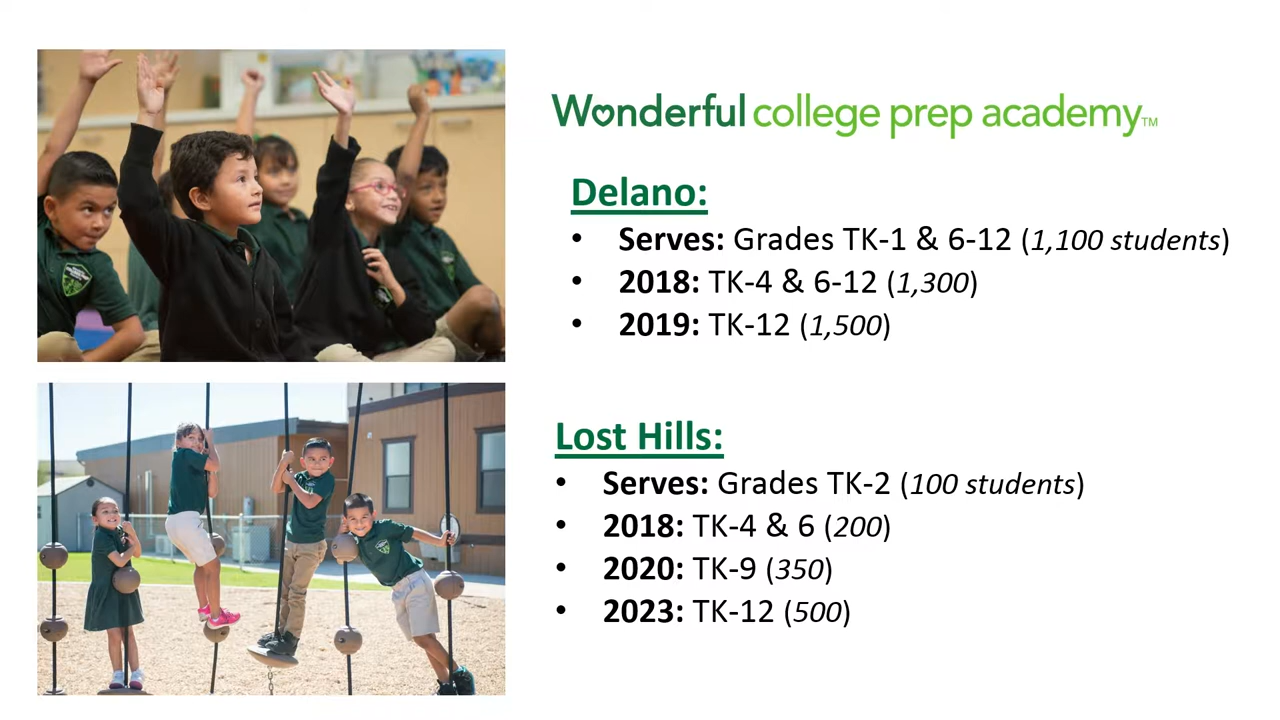 Wonderful college prep academy™
Delano:
• Serves: Grades TK-1 & 6-12 (1,100 students)
• 2018: TK-4 & 6-12 (1,300)
• 2019: TK-12 (1,500)
Lost Hills:
• Serves: Grades TK-2 (100 students)
• 2018: TK-4 & 6 (200)
• 2020: TK-9 (350)
• 2023: TK-12 (500)